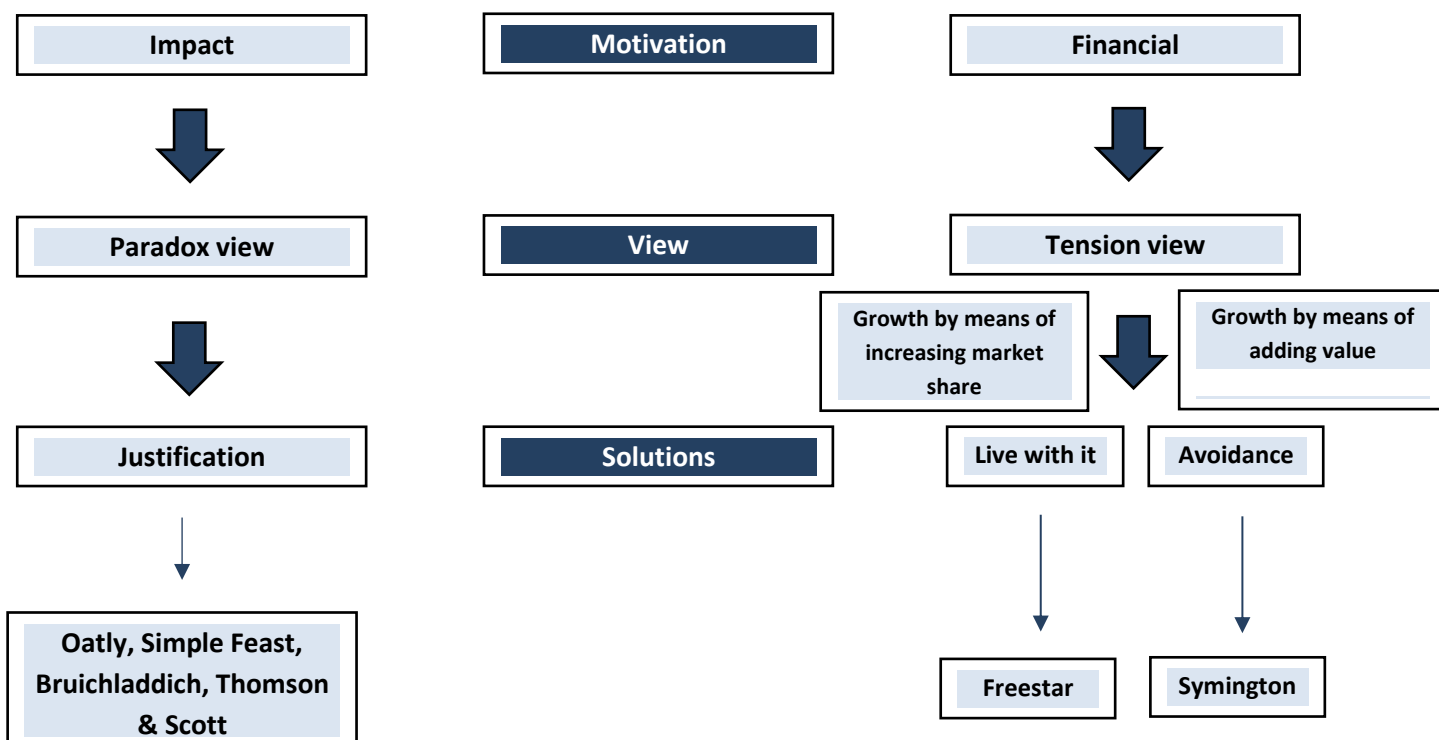 Impact
Motivation
Financial
Paradox view
View
Tension view
Growth by means of
increasing market
share
Growth by means of
adding value
Justification
Solutions
Live with it
Avoidance
Oatly, Simple Feast,
Bruichladdich, Thomson
& Scott
Freestar
Symington